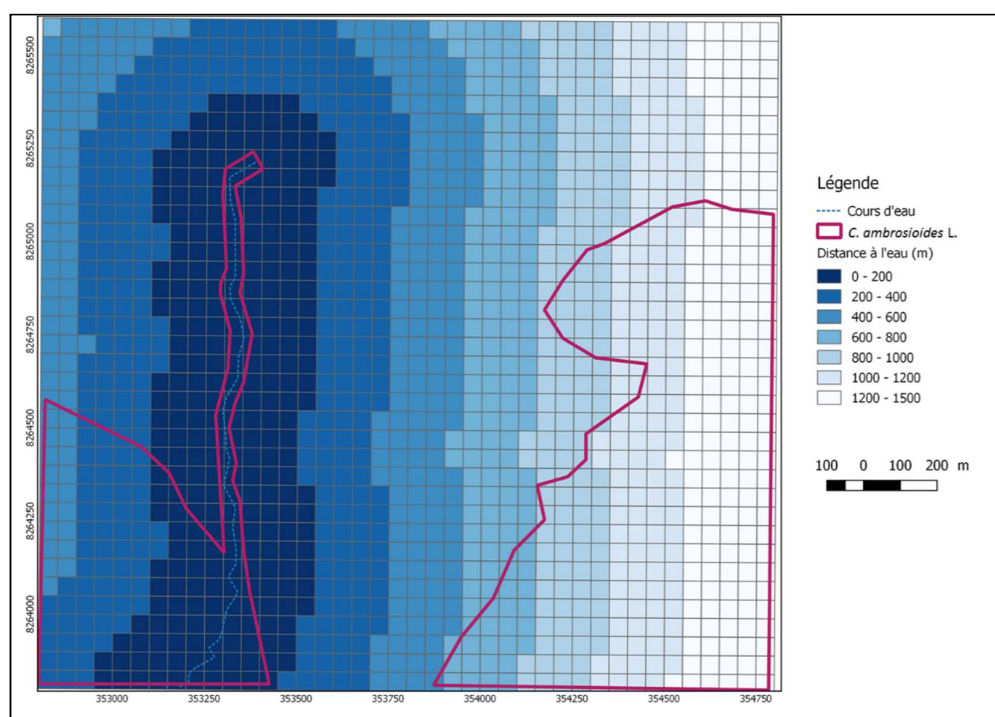 8265500
8265250
8265000
8264750
8264500
8264250
8264000
353000 353250 353500 353750 354000 354250 354500 354750
Légende
Cours d'eau
C. ambrosioides L.
Distance à l'eau (m)
0 - 200
200 - 400
400 - 600
600 - 800
800 - 1000
1000 - 1200
1200 - 1500
100 0 100 200 m